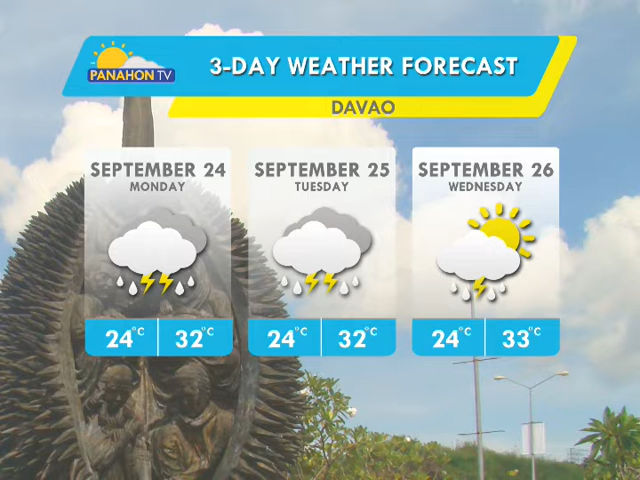 PANAHON TV
3-DAY WEATHER FORECAST
DAVAO
SEPTEMBER 24
MONDAY
24°C 32°C
SEPTEMBER 25
TUESDAY
24°C 32°C
SEPTEMBER 26
WEDNESDAY
24°C 33°C